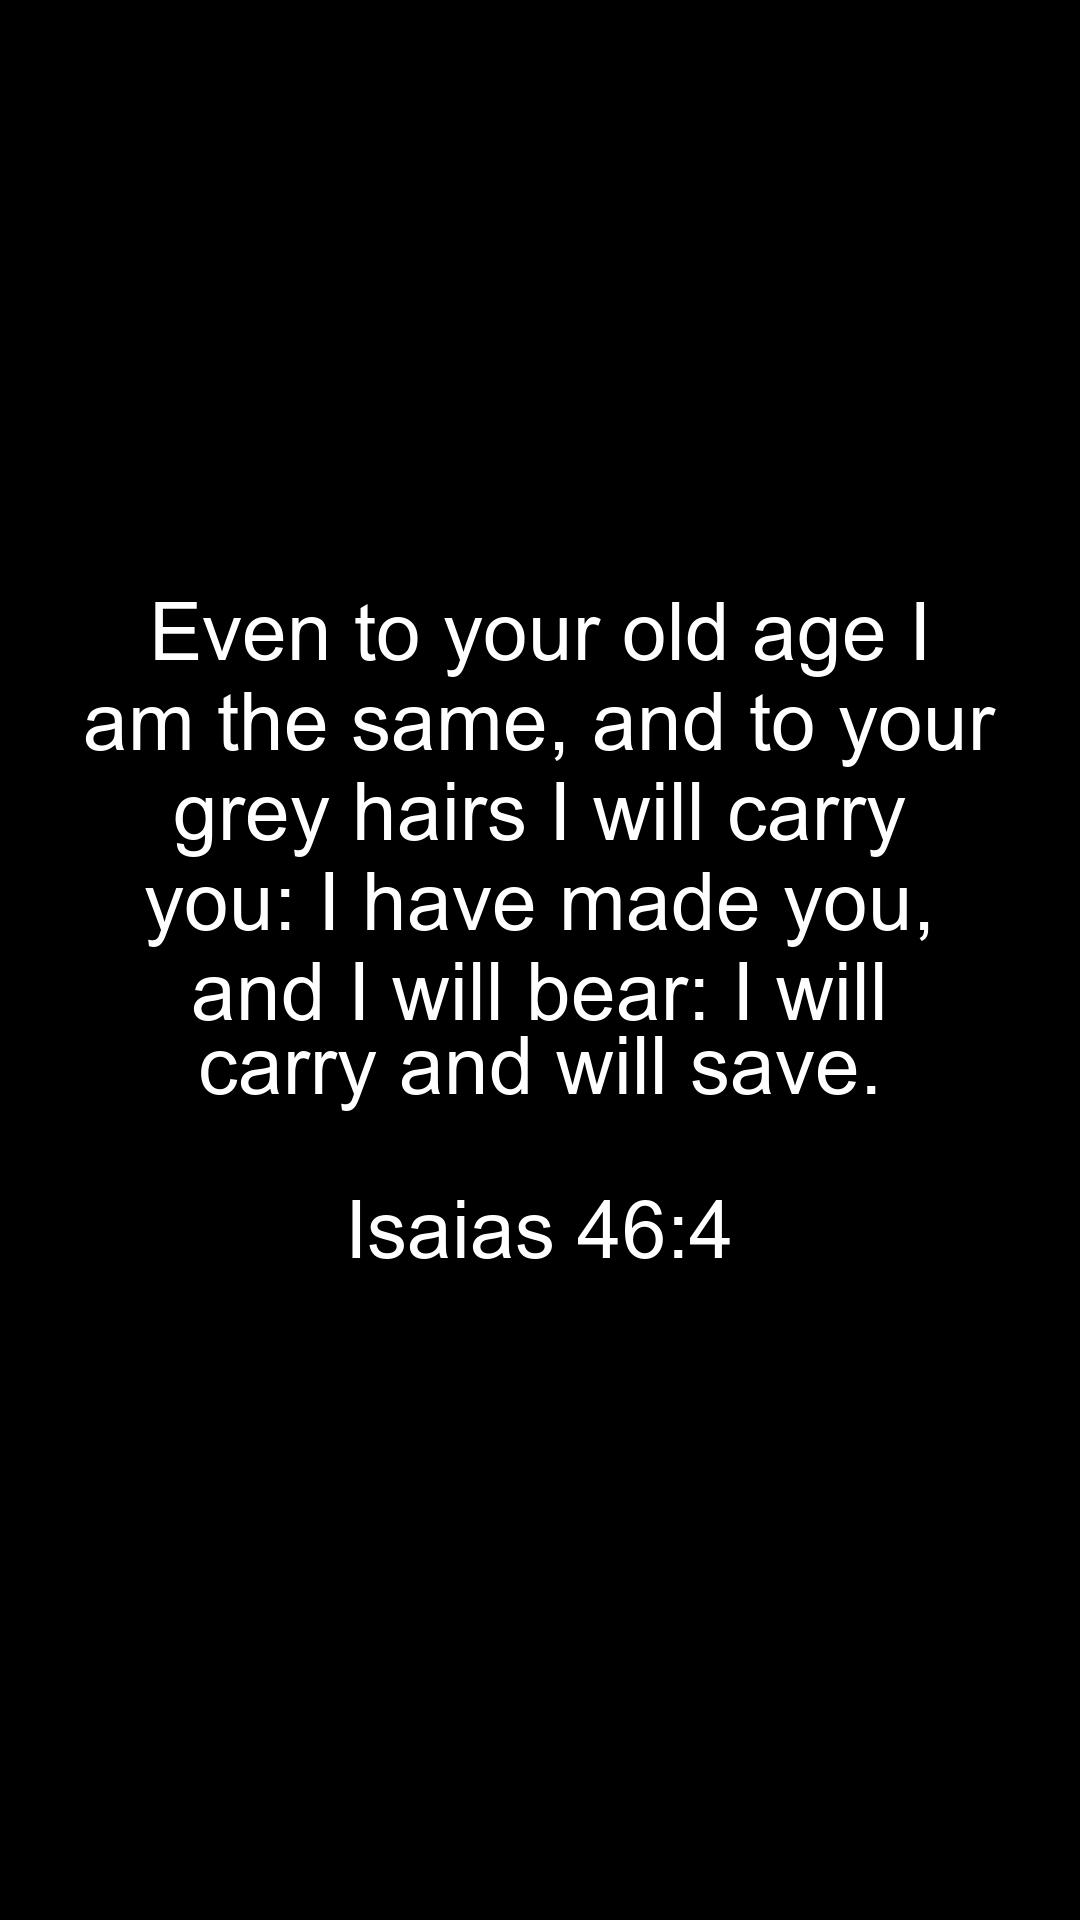 Even to your old age I
am the same, and to your
grey hairs I will carry
you: I have made you,
and I will bear: I will
carry and will save.
Isaias 46:4